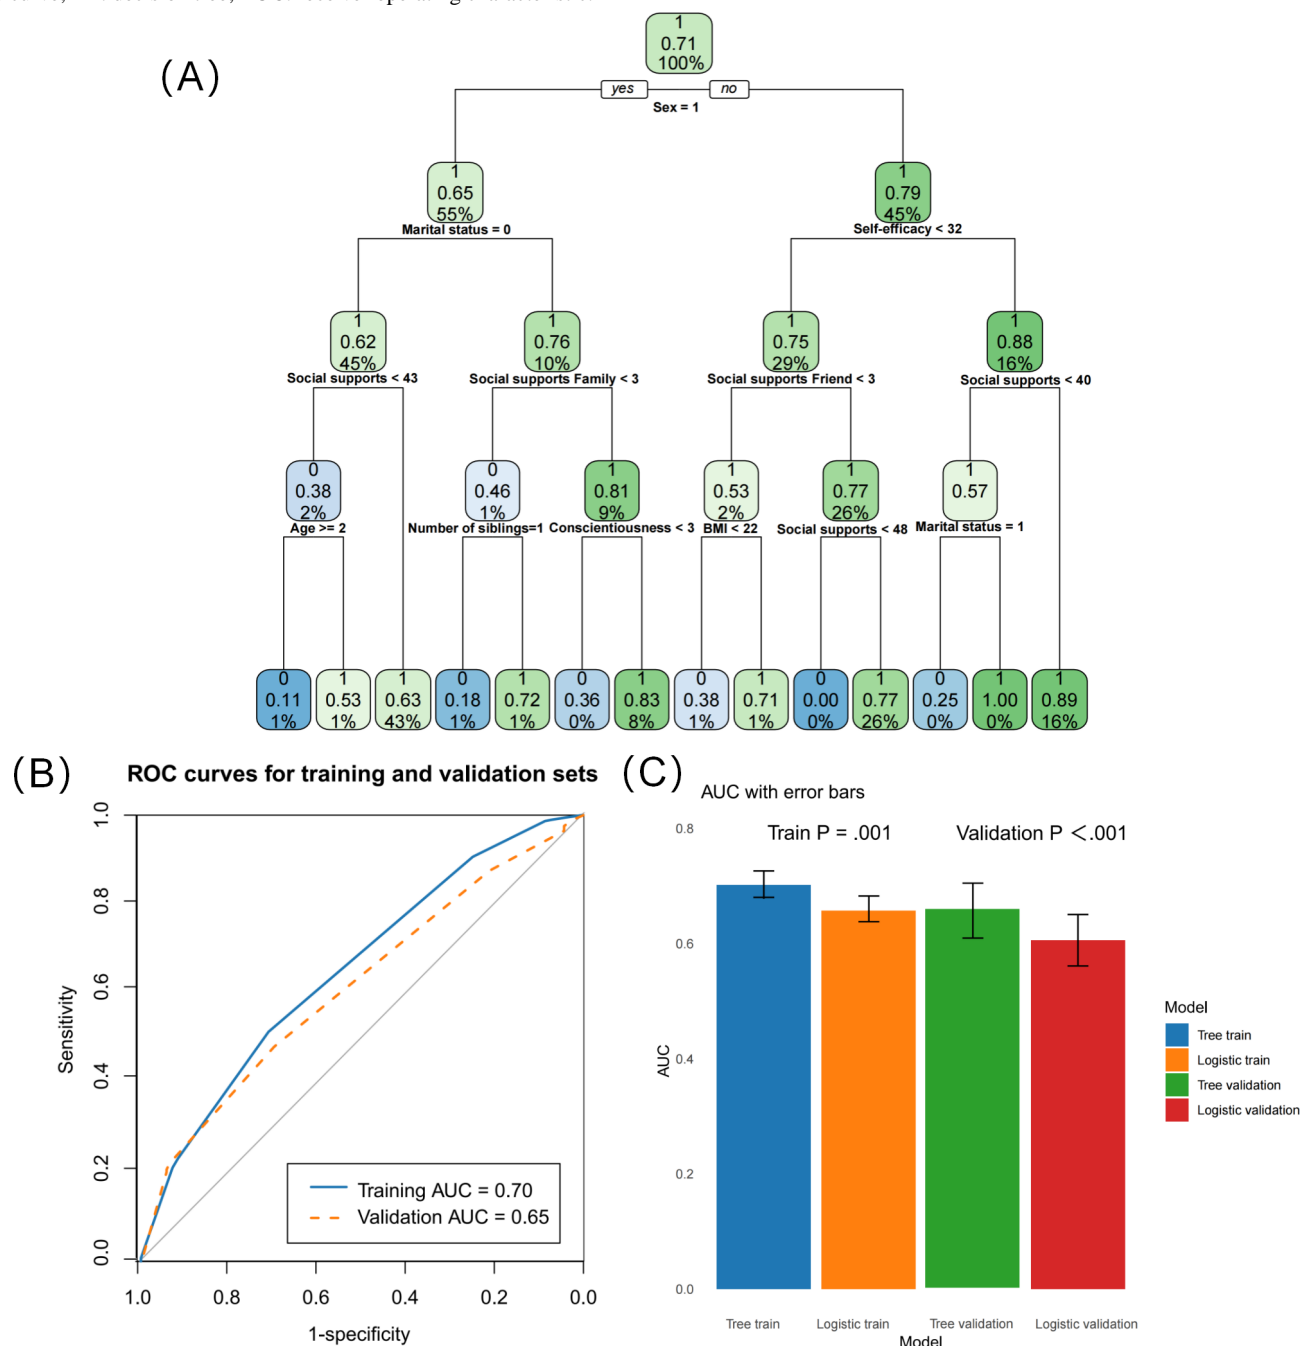 (A)
1
0.71
100%
yes no
Sex = 1
1 1
0.65 0.79
55% 45%
Marital status = 0 Self-efficacy < 32
1 1 1 1
0.62 0.76 0.75 0.88
45% 10% 29% 16%
Social supports < 43 Social supports Family < 3 Social supports Friend < 3 Social supports < 40
0 0 1 1 1 1
0.38 0.46 0.81 0.53 0.77 0.57
2% 1% 9% 2% 26%
Age >= 2 Number of siblings=1 Conscientiousness < 3 BMI < 22 Social supports < 48 Marital status = 1
0 1 1 0 1 0 1 0 1 0 1 0 1 1
0.11 0.53 0.63 0.18 0.72 0.36 0.83 0.38 0.71 0.00 0.77 0.25 1.00 0.89
1% 1% 43% 1% 1% 0% 8% 1% 1% 0% 26% 0% 0% 16%
(B) ROC curves for training and validation sets
1.0
0.8
0.6
0.4
0.2
0.0
Sensitivity
Training AUC = 0.70
Validation AUC = 0.65
1.0 0.8 0.6 0.4 0.2 0.0
1-specificity
(C)
AUC with error bars
Train P = .001 Validation P <.001
0.8
0.6
0.4
0.2
0.0
AUC
Tree train Logistic train Tree validation Logistic validation
Model
Model
Tree train
Logistic train
Tree validation
Logistic validation